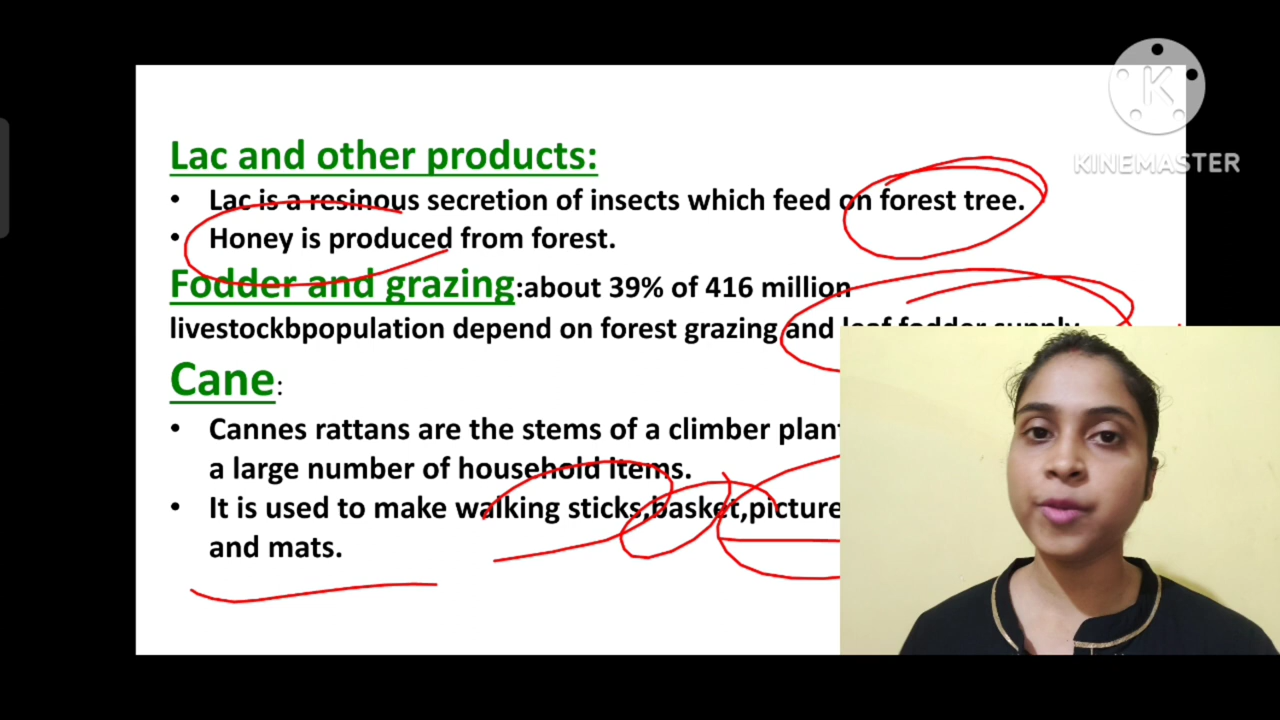 Lac and other products:
• Lac is a resinous secretion of insects which feed on forest tree.
• Honey is produced from forest.
Fodder and grazing:about 39% of 416 million
livestockbpopulation depend on forest grazing and leaf fodder supply
Cane:
• Cannes rattans are the stems of a climber plant
a large number of household items.
• It is used to make walking sticks,basket,picture
and mats.
KINEMASTER